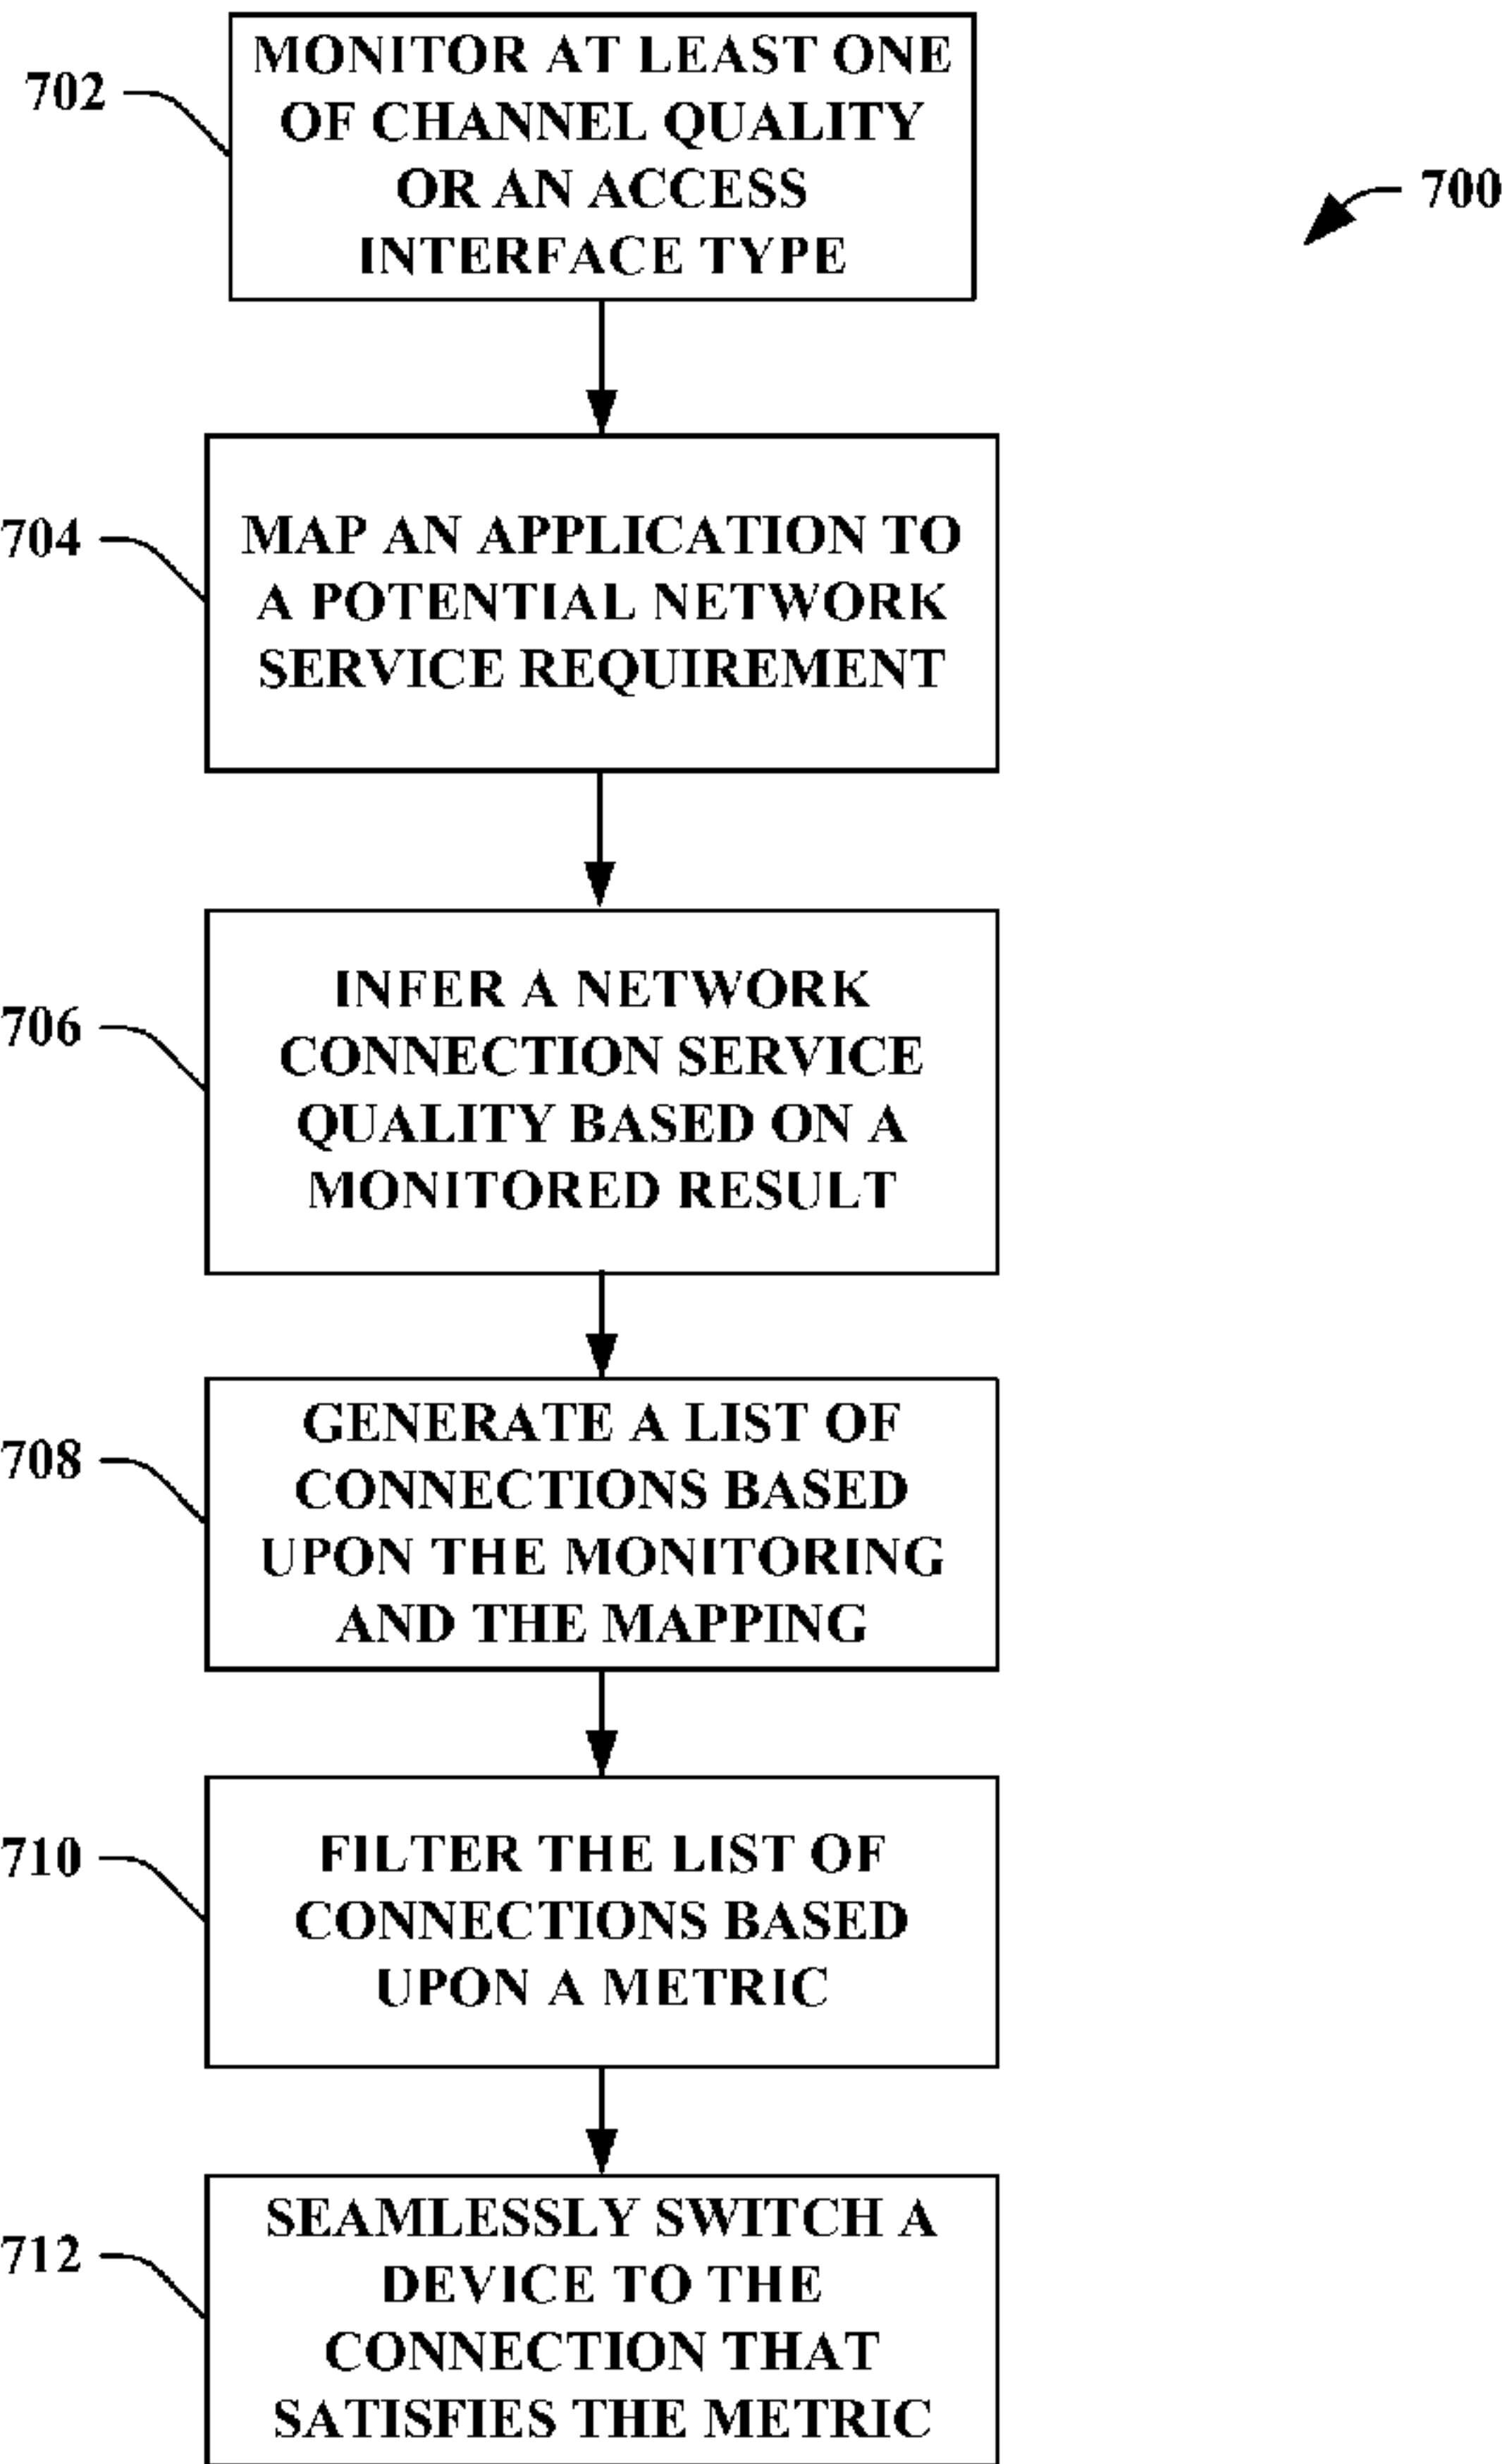 702
MONITOR AT LEAST ONE
OF CHANNEL QUALITY
OR AN ACCESS
INTERFACE TYPE
700
704
MAP AN APPLICATION TO
A POTENTIAL NETWORK
SERVICE REQUIREMENT
706
INFER A NETWORK
CONNECTION SERVICE
QUALITY BASED ON A
MONITORED RESULT
708
GENERATE A LIST OF
CONNECTIONS BASED
UPON THE MONITORING
AND THE MAPPING
710
FILTER THE LIST OF
CONNECTIONS BASED
UPON A METRIC
712
SEAMLESSLY SWITCH A
DEVICE TO THE
CONNECTION THAT
SATISFIES THE METRIC